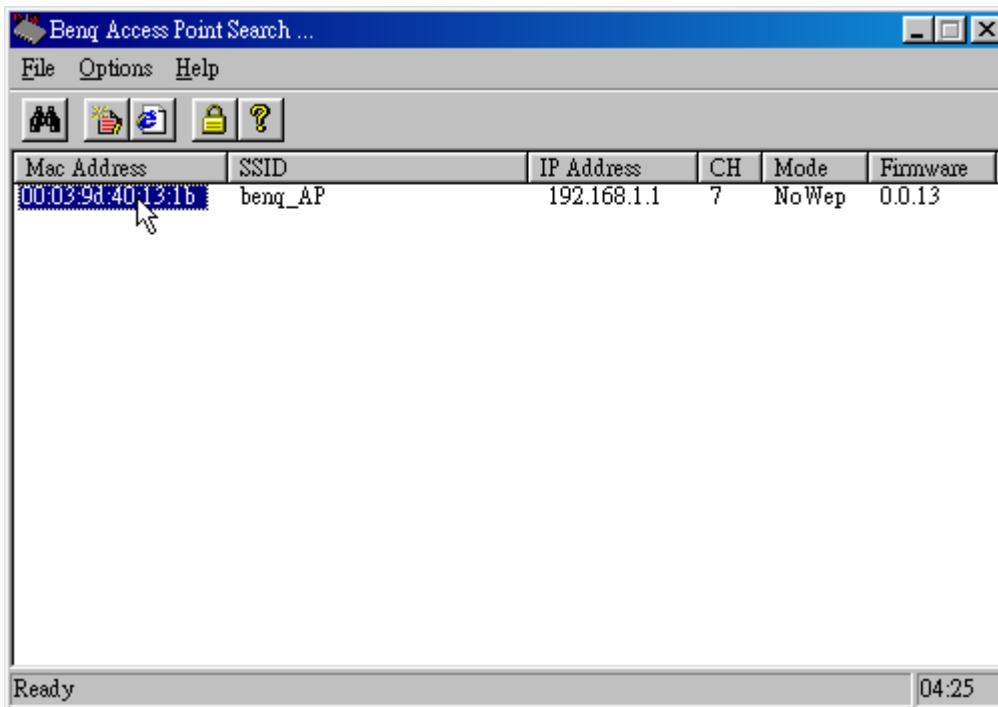 Benq Access Point Search ...
File Options Help
Mac Address SSID IP Address CH Mode Firmware
00:03:9d:40:13:1b benq_AP 192.168.1.1 7 NoWep 0.0.13
Ready 04:25